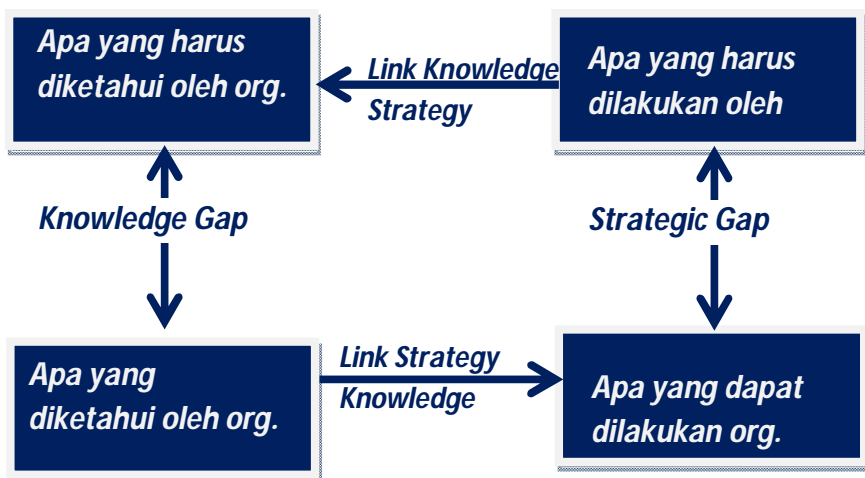 Apa yang harus
diketahui oleh org.
Link Knowledge
Strategy
Apa yang harus
dilakukan oleh
Knowledge Gap
Strategic Gap
Apa yang
diketahui oleh org.
Link Strategy
Knowledge
Apa yang dapat
dilakukan org.